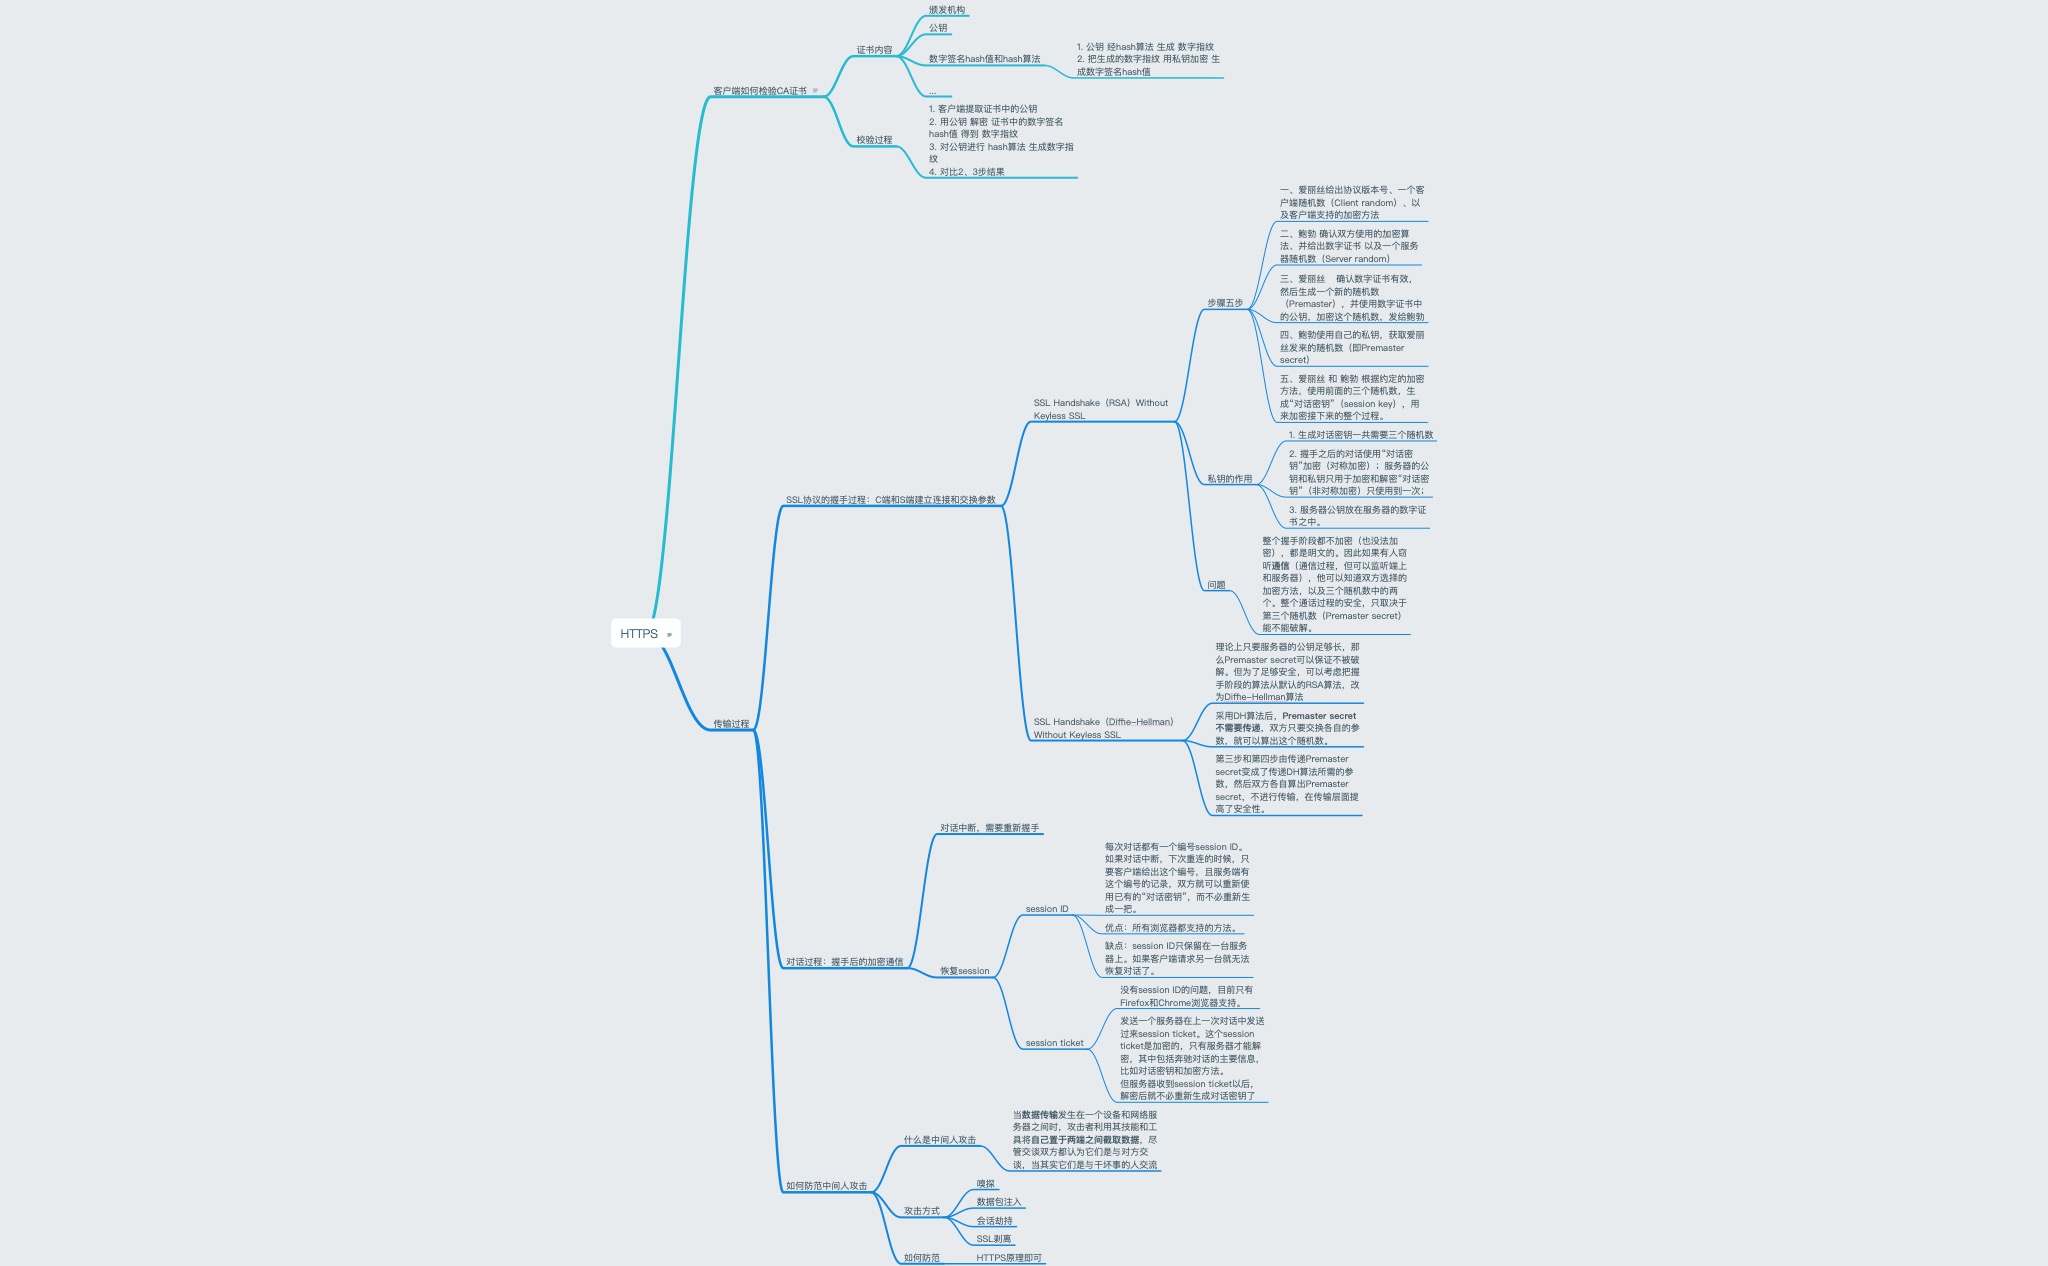 HTTPS
客户端如何检验CA证书
证书内容
颁发机构
公钥
数字签名hash值和hash算法
1. 公钥 经hash算法 生成 数字指纹
2. 把生成的数字指纹 用私钥加密 生
成数字签名hash值
...
校验过程
1. 客户端提取证书中的公钥
2. 用公钥 解密 证书中的数字签名
hash值 得到 数字指纹
3. 对公钥进行 hash算法 生成数字指
纹
4. 对比2、3步结果
传输过程
SSL协议的握手过程：C端和S端建立连接和交换参数
SSL Handshake（RSA）Without
Keyless SSL
步骤五步
一、爱丽丝给出协议版本号、一个客
户端随机数（Client random）、以
及客户端支持的加密方法
二、鲍勃 确认双方使用的加密算
法、并给出数字证书 以及一个服务
器随机数（Server random）
三、爱丽丝 确认数字证书有效，
然后生成一个新的随机数
（Premaster），并使用数字证书中
的公钥，加密这个随机数，发给鲍勃
四、鲍勃使用自己的私钥，获取爱丽
丝发来的随机数（即Premaster
secret）
五、爱丽丝 和 鲍勃 根据约定的加密
方法，使用前面的三个随机数，生
成“对话密钥”（session key），用
来加密接下来的整个过程。
私钥的作用
1. 生成对话密钥一共需要三个随机数
2. 握手之后的对话使用“对话密
钥”加密（对称加密）；服务器的公
钥和私钥只用于加密和解密“对话密
钥”（非对称加密）只使用到一次；
3. 服务器公钥放在服务器的数字证
书之中。
问题
整个握手阶段都不加密（也没法加
密），都是明文的。因此如果有人窃
听通信（通信过程，但可以监听端上
和服务器），他可以知道双方选择的
加密方法，以及三个随机数中的两
个。整个通话过程的安全，只取决于
第三个随机数（Premaster secret）
能不能破解。
SSL Handshake（Diffie-Hellman）
Without Keyless SSL
理论上只要服务器的公钥足够长，那
么Premaster secret可以保证不被破
解。但为了足够安全，可以考虑把握
手阶段的算法从默认的RSA算法，改
为Diffie-Hellman算法
采用DH算法后，Premaster secret
不需要传递，双方只要交换各自的参
数，就可以算出这个随机数。
第三步和第四步由传递Premaster
secret变成了传递DH算法所需的参
数，然后双方各自算出Premaster
secret，不进行传输，在传输层面提
高了安全性。
对话过程：握手后的加密通信
对话中断，需要重新握手
恢复session
session ID
每次对话都有一个编号session ID。
如果对话中断，下次重连的时候，只
要客户端给出这个编号，且服务端有
这个编号的记录，双方就可以重新使
用已有的“对话密钥”，而不必重新生
成一把。
优点：所有浏览器都支持的方法。
缺点：session ID只保留在一台服务
器上。如果客户端请求另一台就无法
恢复对话了。
session ticket
没有session ID的问题，目前只有
Firefox和Chrome浏览器支持。
发送一个服务器在上一次对话中发送
过来session ticket。这个session
ticket是加密的，只有服务器才能解
密，其中包括奔驰对话的主要信息，
比如对话密钥和加密方法。
但服务器收到session ticket以后，
解密后就不必重新生成对话密钥了
如何防范中间人攻击
什么是中间人攻击
当数据传输发生在一个设备和网络服
务器之间时，攻击者利用其技能和工
具将自己置于两端之间截取数据，尽
管交谈双方都认为它们是与对方交
谈，当其实它们是与干坏事的人交流
攻击方式
嗅探
数据包注入
会话劫持
SSL剥离
如何防范
HTTPS原理即可